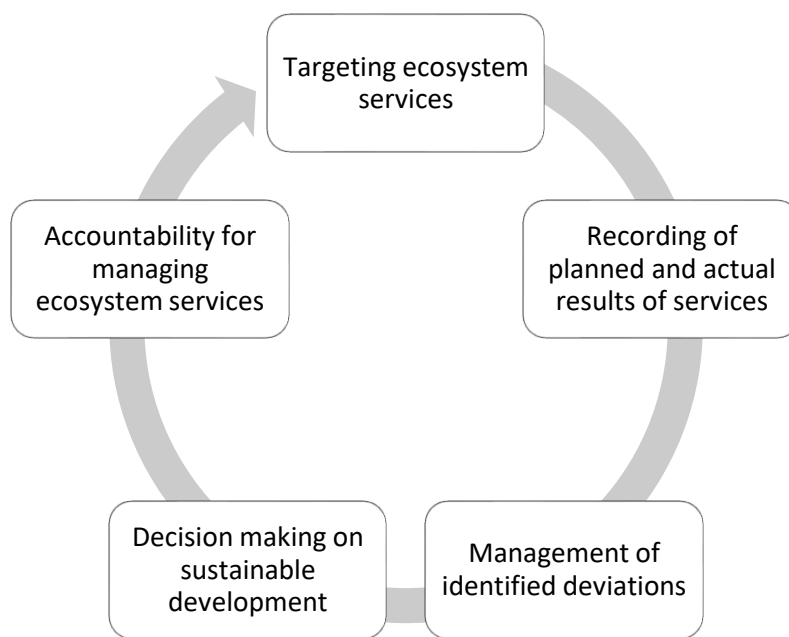 Targeting ecosystem
services
Recording of
planned and actual
results of services
Management of
identified deviations
Decision making on
sustainable
development
Accountability for
managing
ecosystem services